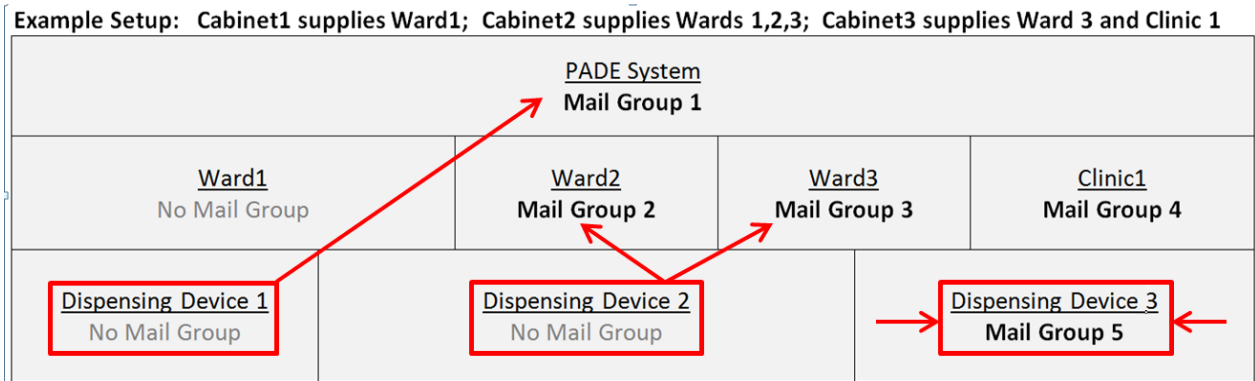 Example Setup:   Cabinet1 supplies Ward1;  Cabinet2 supplies Wards 1,2,3;  Cabinet3 supplies Ward 3 and Clinic 1
PADE System
Mail Group 1
Ward1
No Mail Group
Ward2
Mail Group 2
Ward3
Mail Group 3
Clinic1
Mail Group 4
Dispensing Device 1
No Mail Group
Dispensing Device 2
No Mail Group
Dispensing Device 3
Mail Group 5